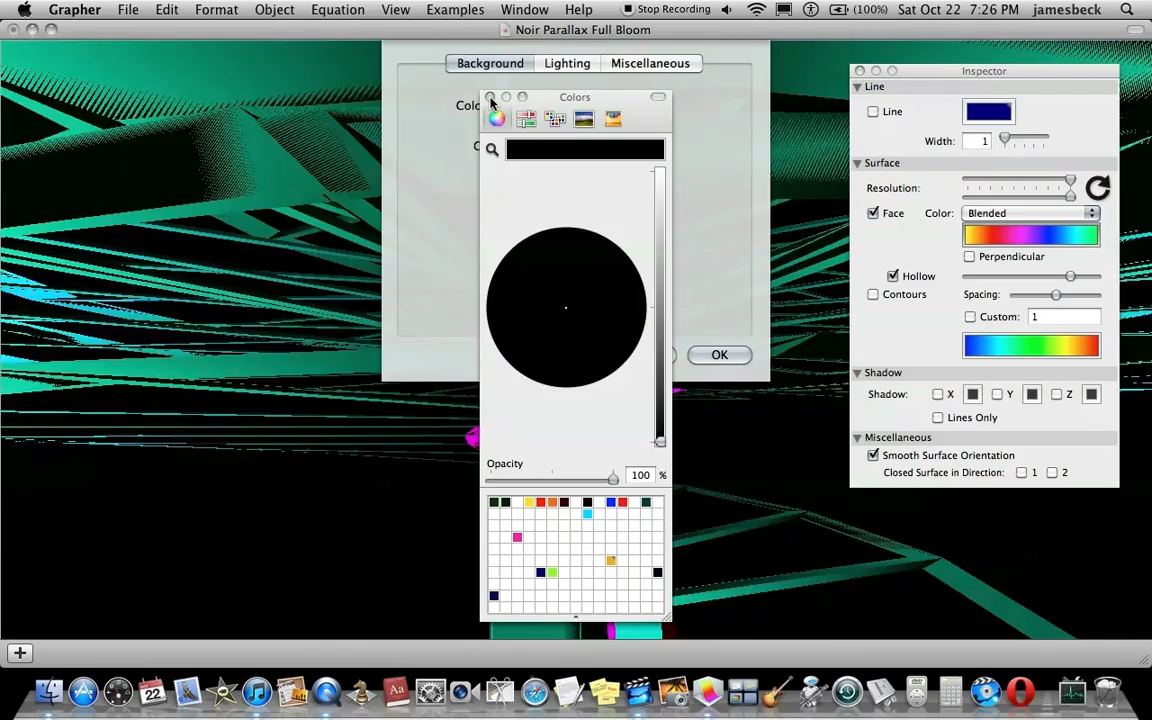 Grapher File Edit Format Object Equation View Examples Window Help Stop Recording (100%) Sat Oct 22 7:26 PM jamesbeck
Noir Parallax Full Bloom
Background Lighting Miscellaneous
Colors
OK
Opacity
100 %
Inspector
Line
Line
Width: 1
Surface
Resolution:
Face Color: Blended
Perpendicular
Hollow
Contours Spacing:
Custom: 1
Shadow
Shadow: X Y Z
Lines Only
Miscellaneous
Smooth Surface Orientation
Closed Surface in Direction: 1 2
22
Aa